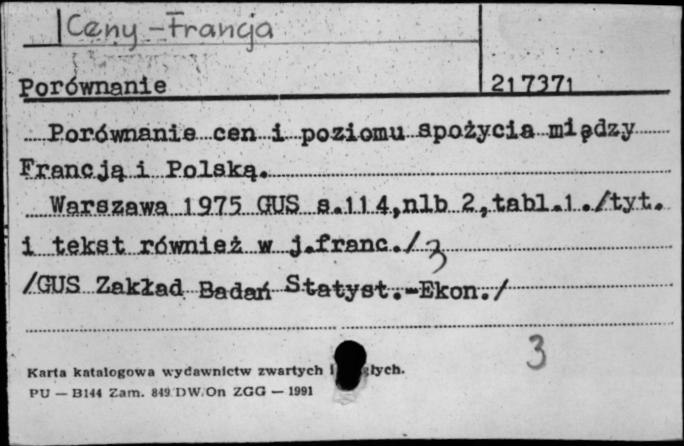 Ceny - Francja
Porównanie 217371
Porównanie cen i poziomu spożycia między
Francją i Polską.
Warszawa 1975 GUS s.114,nlb 2,tabl.1./tyt.
i tekst również w j.franc./ 3
/GUS Zakład Badań Statyst.-Ekon./
3
Karta katalogowa wydawnictw zwartych i
PU — B144 Zam. 849 DW.On ZGG — 1991